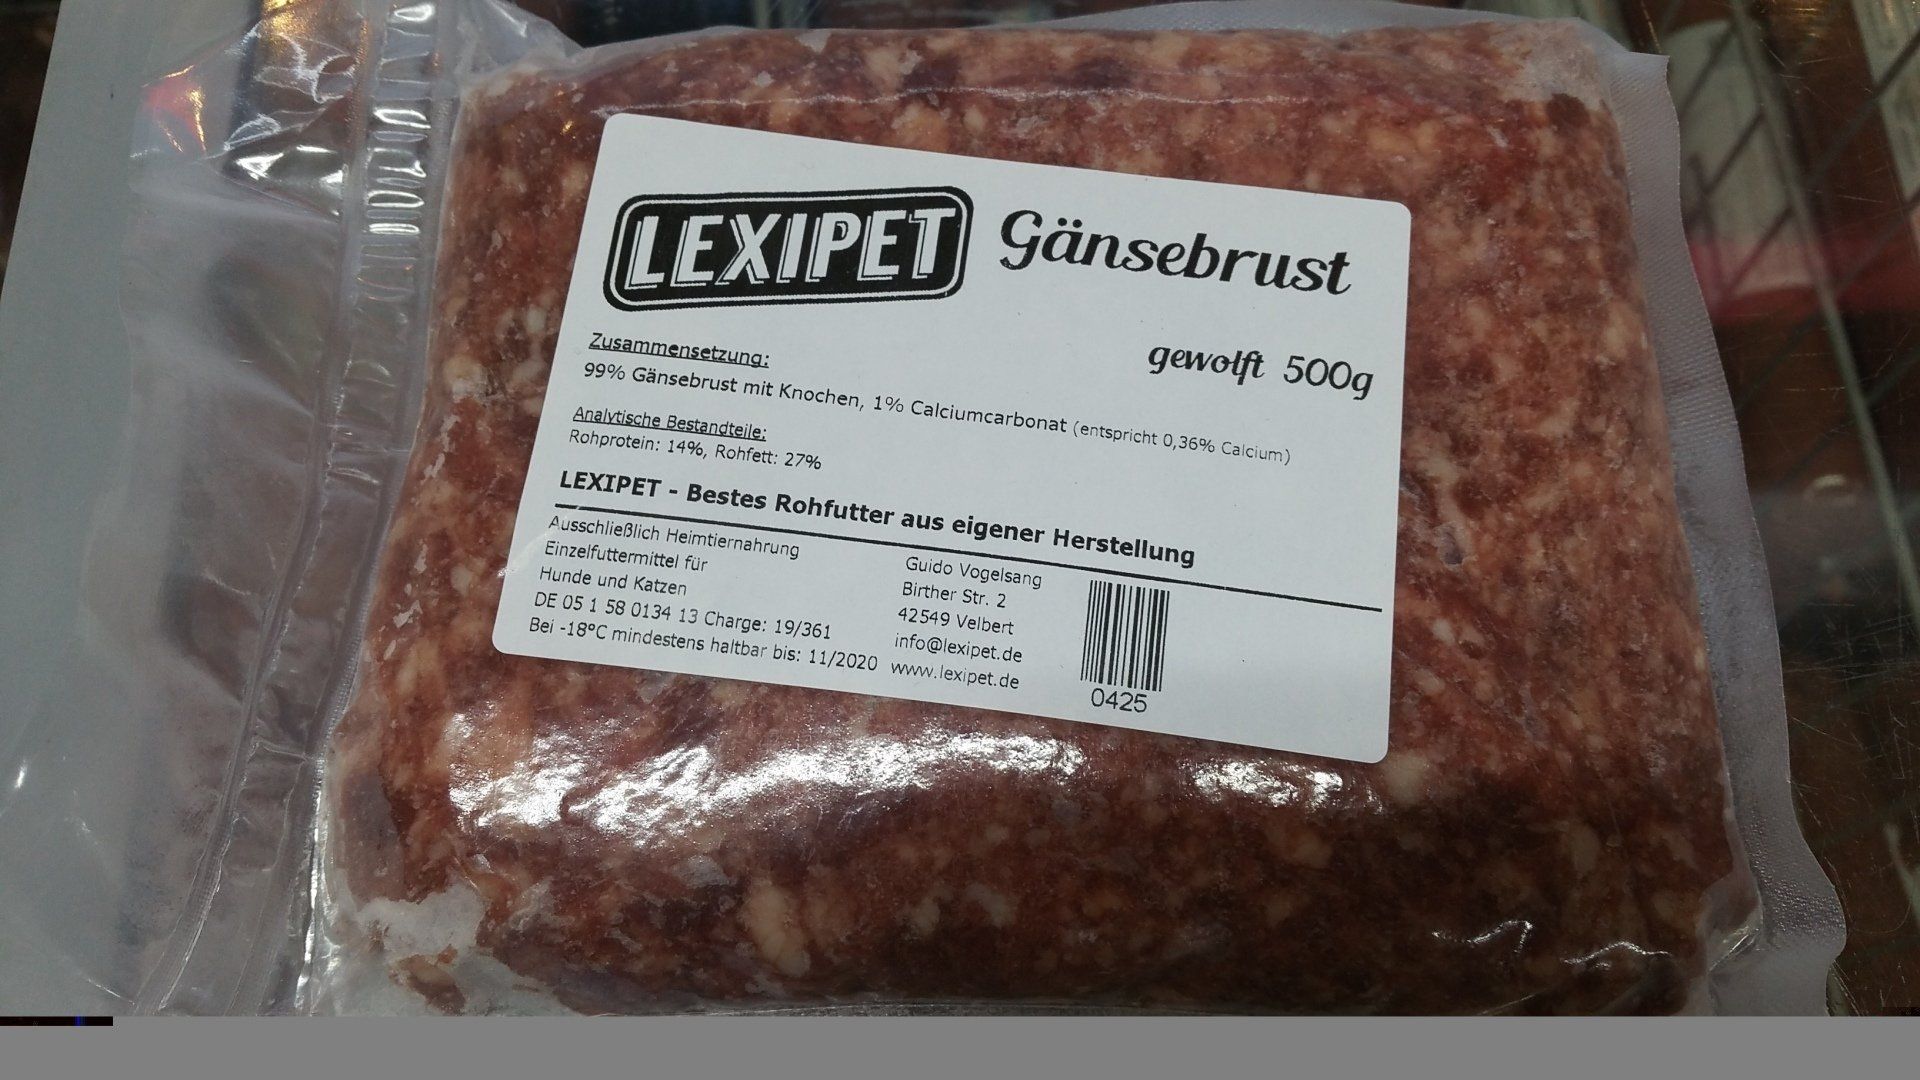 LEXIPET Gänsebrust
gewolft 500g
Zusammensetzung:
99% Gänsebrust mit Knochen, 1% Calciumcarbonat (entspricht 0,36% Calcium)
Analytische Bestandteile:
Rohprotein: 14%, Rohfett: 27%
LEXIPET - Bestes Rohfutter aus eigener Herstellung
Ausschließlich Heimtiernahrung
Einzelfuttermittel für
Hunde und Katzen
DE 05 1 58 0134 13 Charge: 19/361
Bei -18°C mindestens haltbar bis: 11/2020
Guido Vogelsang
Birther Str. 2
42549 Velbert
info@lexipet.de
www.lexipet.de
0425